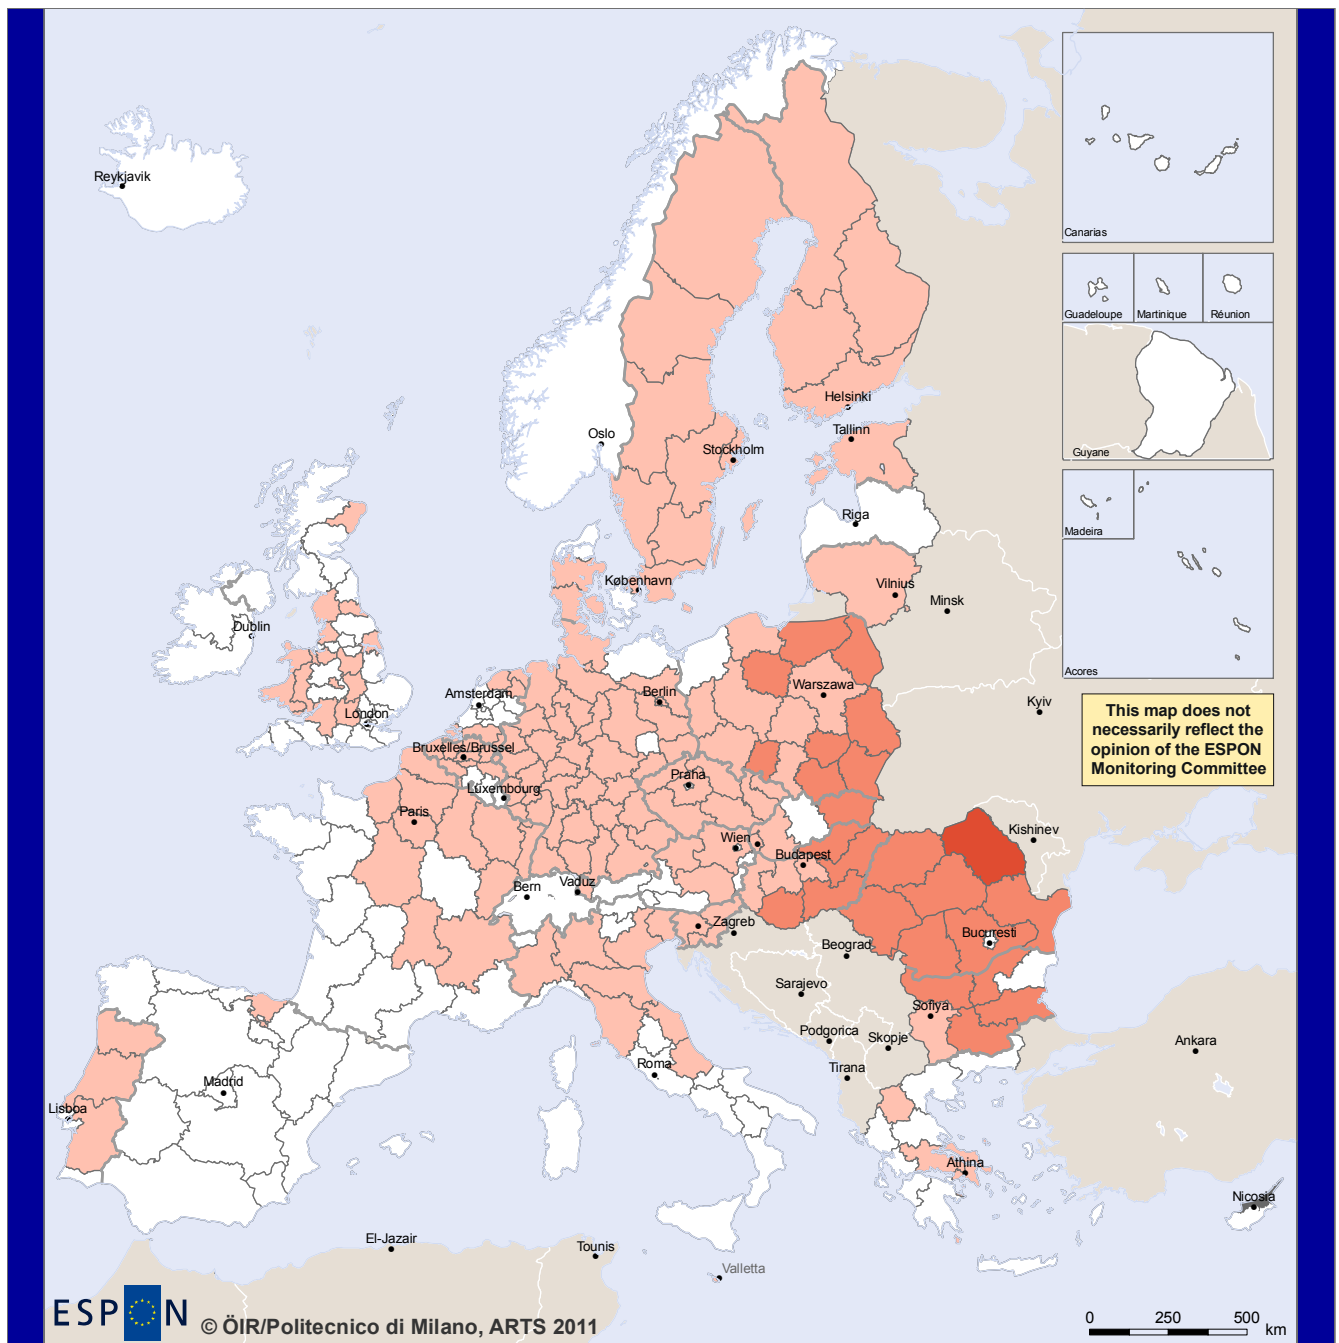 Reykjavik
Canarias
Guadeloupe
Martinique
Réunion
Guyane
Madeira
Acores
Oslo
Helsinki
Tallinn
Stockholm
Riga
København
Vilnius
Minsk
Dublin
London
Amsterdam
Berlin
Warszawa
Kyiv
This map does not
necessarily reflect the
opinion of the ESPON
Monitoring Committee
Bruxelles/Brussel
Luxembourg
Praha
Paris
Wien
Budapest
Kishinev
Bern
Vaduz
Zagreb
Bucuresti
Beograd
Sarajevo
Sofiya
Podgorica
Skopje
Ankara
Tirana
Roma
Madrid
Lisboa
Athina
Nicosia
El-Jazair
Tounis
Valletta
ESPON
© ÖIR/Politecnico di Milano, ARTS 2011
0 250 500
km